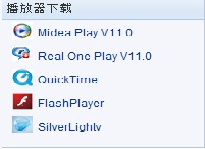 播放器下载
Midea Play V11.0
Real One Play V11.0
QuickTime
FlashPlayer
SilverLightv